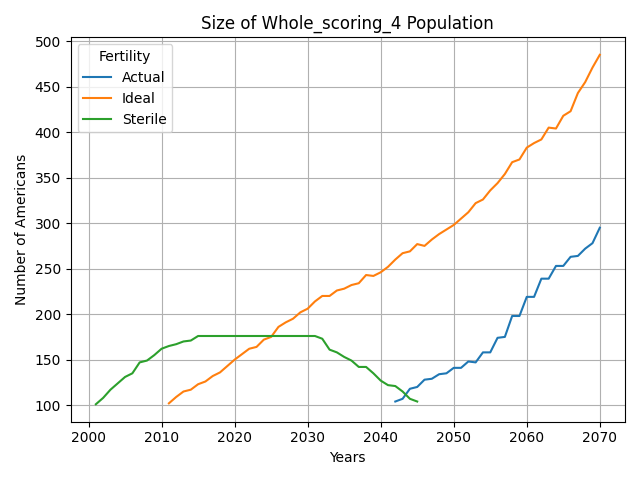 Size of Whole_scoring_4 Population
Fertility
Actual
Ideal
Sterile
Number of Americans
500
450
400
350
300
250
200
150
100
2000 2010 2020 2030 2040 2050 2060 2070
Years